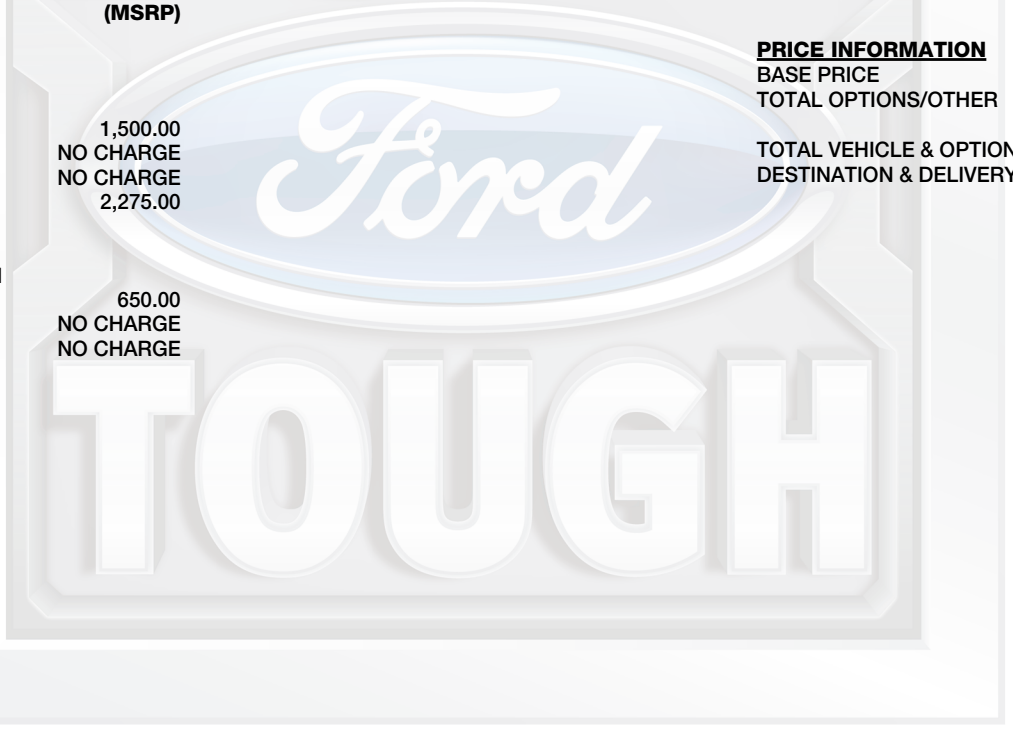 (MSRP)
1,500.00
NO CHARGE
NO CHARGE
2,275.00
650.00
NO CHARGE
NO CHARGE
PRICE INFORMATION
BASE PRICE
TOTAL OPTIONS/OTHER
TOTAL VEHICLE & OPTION
DESTINATION & DELIVERY
Ford
TOUGH